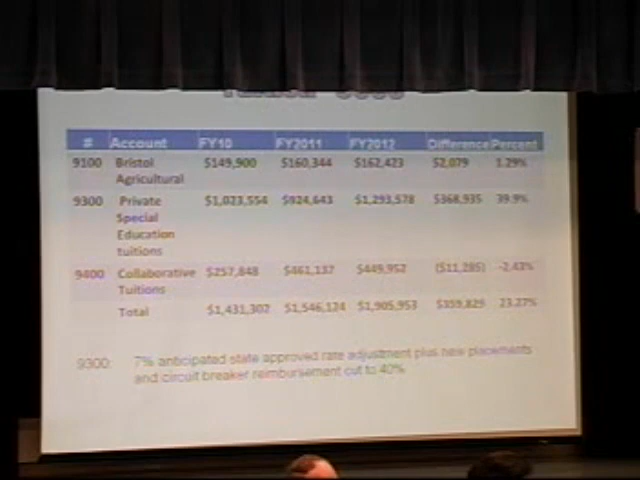 # Account FY10 FY2011 FY2012 Difference Percent
9100 Bristol $149,900 $160,344 $162,423 $2,079 1.29%
Agricultural
9300 Private $1,023,554 $924,643 $1,293,578 $368,935 39.9%
Special
Education
tuitions
9400 Collaborative $257,848 $461,137 $449,952 ($11,285) -2.43%
Tuitions
Total $1,431,302 $1,546,124 $1,905,953 $359,829 23.27%
9300: 7% anticipated state approved rate adjustment plus new placements
and circuit breaker reimbursement cut to 40%